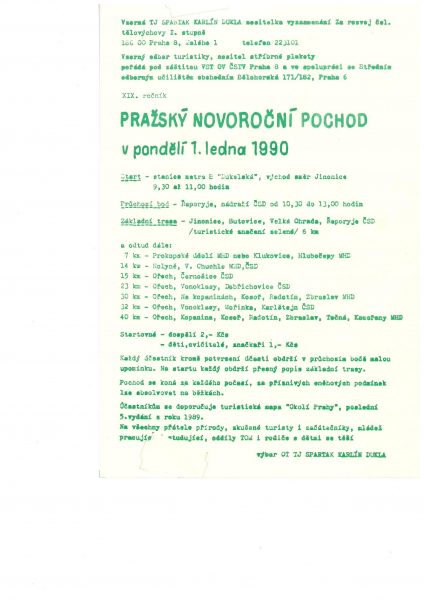 Vzorná TJ SPARTAK KARLÍN DUKLA nositelka vyznamenání Za rozvoj čsl.
tělovýchovy I. stupně
186 00 Praha 8, Malého 1 telefon 223101
Vzorný odbor turistiky, nositel stříbrné plakety
pořádá pod záštitou VST OV ČSTV Praha 8 a ve spolupráci se Středním
odborným učilištěm obchodním Bělohorská 171/182, Praha 6
XIX. ročník
PRAŽSKÝ NOVOROČNÍ POCHOD
v pondělí 1. ledna 1990
Start - stanice metra B "Dukelská", východ směr Jinonice
9,30 až 11,00 hodin
Průchozí bod - Řeporyje, nádraží ČSD od 10,30 do 13,00 hodin
Základní trasa - Jinonice, Butovice, Velká Ohrada, Řeporyje ČSD
/turistické značení zelené/ 6 km
a odtud dále:
7 km - Prokopské údolí MHD nebo Klukovice, Hlubočepy MHD
14 km - Holyně, V. Chuchle MHD,ČSD
15 km - Ořech, Černošice ČSD
23 km - Ořech, Vonoklasy, Dobřichovice ČSD
30 km - Ořech, Na kopaninách, Kosoř, Radotín, Zbraslav MHD
32 km - Ořech, Vonoklasy, Mořinka, Karlštejn ČSD
40 km - Ořech, Kopanina, Kosoř, Radotín, Zbraslav, Točná, Komořany MHD
Startovné - dospělí 2,- Kčs
- děti,cvičitelé, značkaři 1,- Kčs
Každý účastník kromě potvrzení účasti obdrží v průchozím bodě malou
upomínku. Na startu každý obdrží přesný popis základní trasy.
Pochod se koná za každého počasí, za příznivých sněhových podmínek
lze absolvovat na běžkách.
Účastníkům se doporučuje turistická mapa "Okolí Prahy", poslední
5.vydání z roku 1989.
Na všechny přátele přírody, zkušené turisty i začátečníky, mládež
pracující studující, oddíly TOM i rodiče s dětmi se těší
výbor OT TJ SPARTAK KARLÍN DUKLA